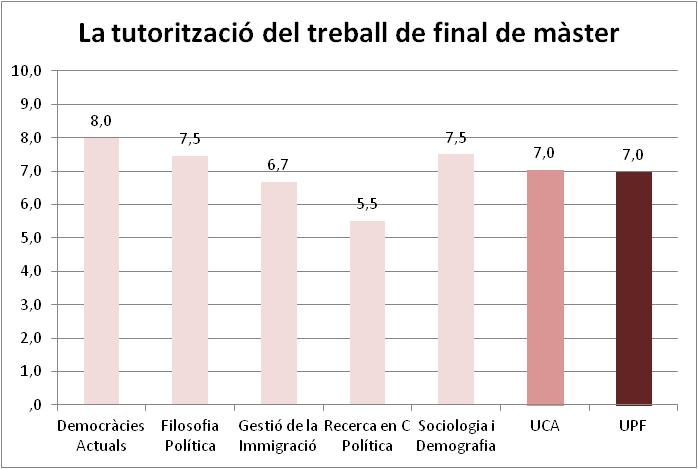 La tutorització del treball de final de màster
10,0
9,0
8,0
7,0
6,0
5,0
4,0
3,0
2,0
1,0
,0
8,0
7,5
6,7
5,5
7,5
7,0
7,0
Democràcies
Actuals
Filosofia
Política
Gestió de la
Immigració
Recerca en C
Política
Sociologia i
Demografia
UCA
UPF